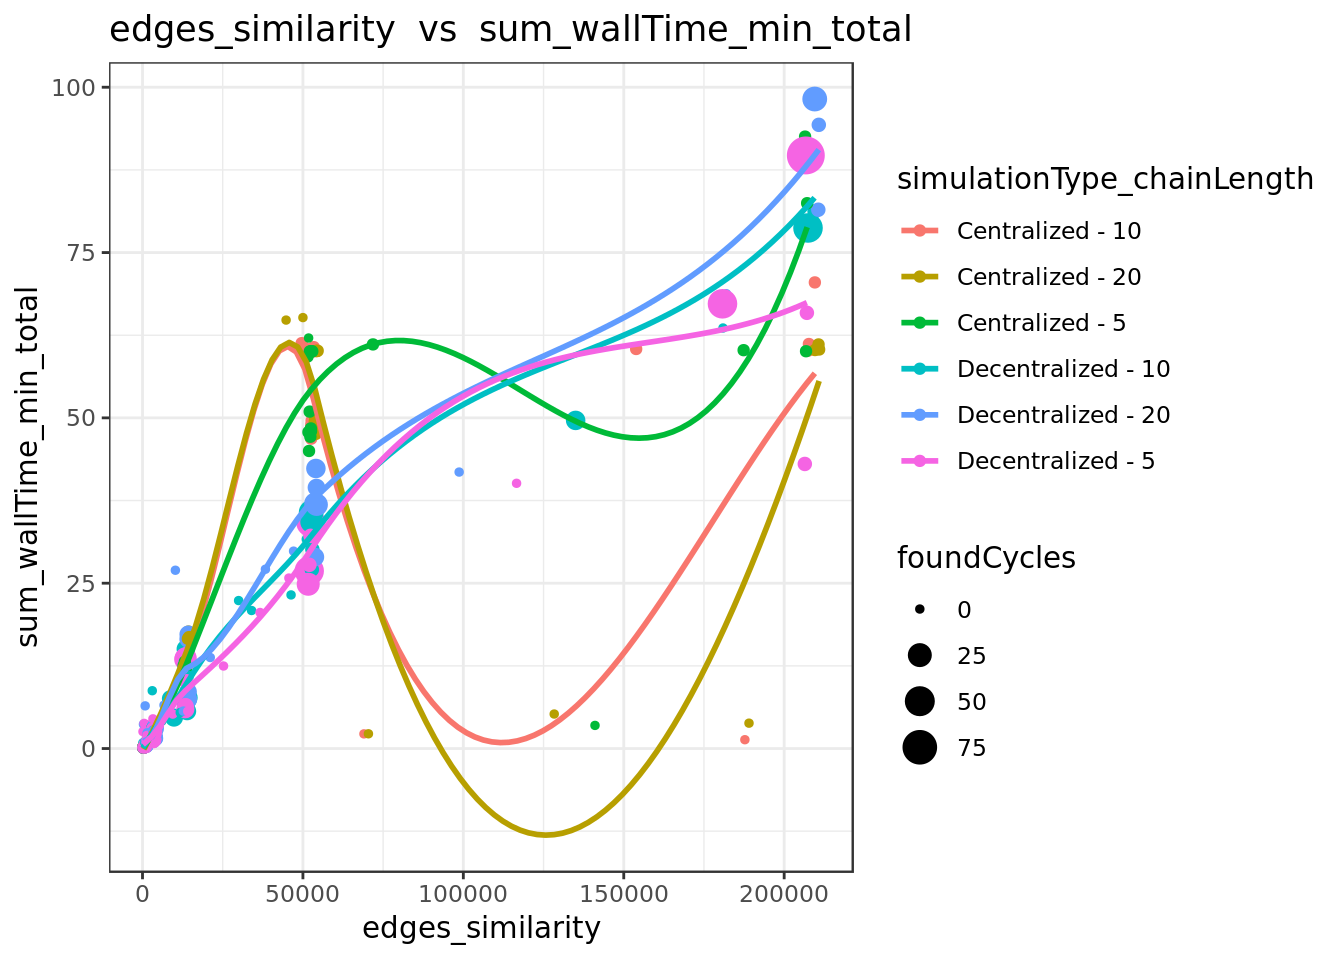 edges_similarity vs sum_wallTime_min_total
100
75
50
25
0
sum_wallTime_min_total
0
50000
100000
150000
200000
edges_similarity
simulationType_chainLength
Centralized - 10
Centralized - 20
Centralized - 5
Decentralized - 10
Decentralized - 20
Decentralized - 5
foundCycles
0
25
50
75